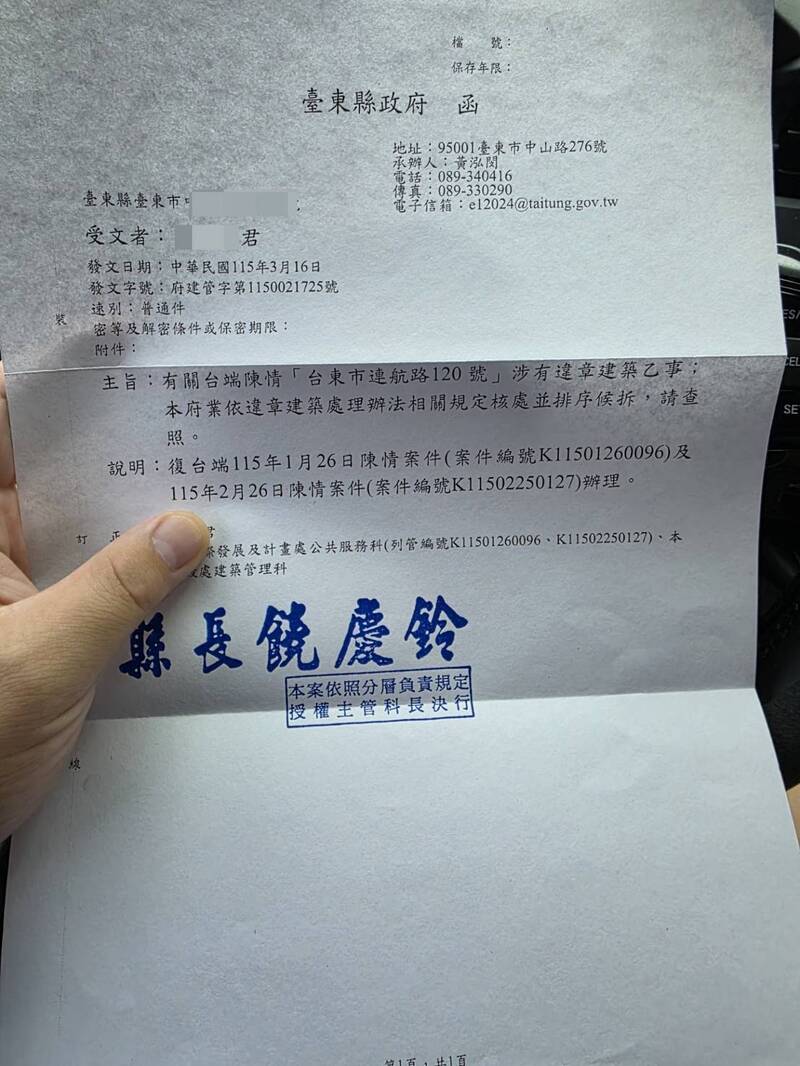 檔　　號：
保存年限：
臺東縣政府　函
地址：95001臺東市中山路276號
承辦人：黃泓閔
電話：089-340416
傳真：089-330290
電子信箱：e12024@taitung.gov.tw
臺東縣臺東市中
受文者：　　君
發文日期：中華民國115年3月16日
發文字號：府建管字第1150021725號
速別：普通件
密等及解密條件或保密期限：
附件：
裝
主旨：有關台端陳情「台東市連航路120 號」涉有違章建築乙事；
本府業依違章建築處理辦法相關規定核處並排序候拆，請查
照。
說明：復台端115年1月26日陳情案件(案件編號K11501260096)及
115年2月26日陳情案件(案件編號K11502250127)辦理。
訂
正　　君
發展及計畫處公共服務科(列管編號K11501260096、K11502250127)、本
處建築管理科
縣長饒慶鈴
本案依照分層負責規定
授權主管科長決行
線
第1頁，共1頁